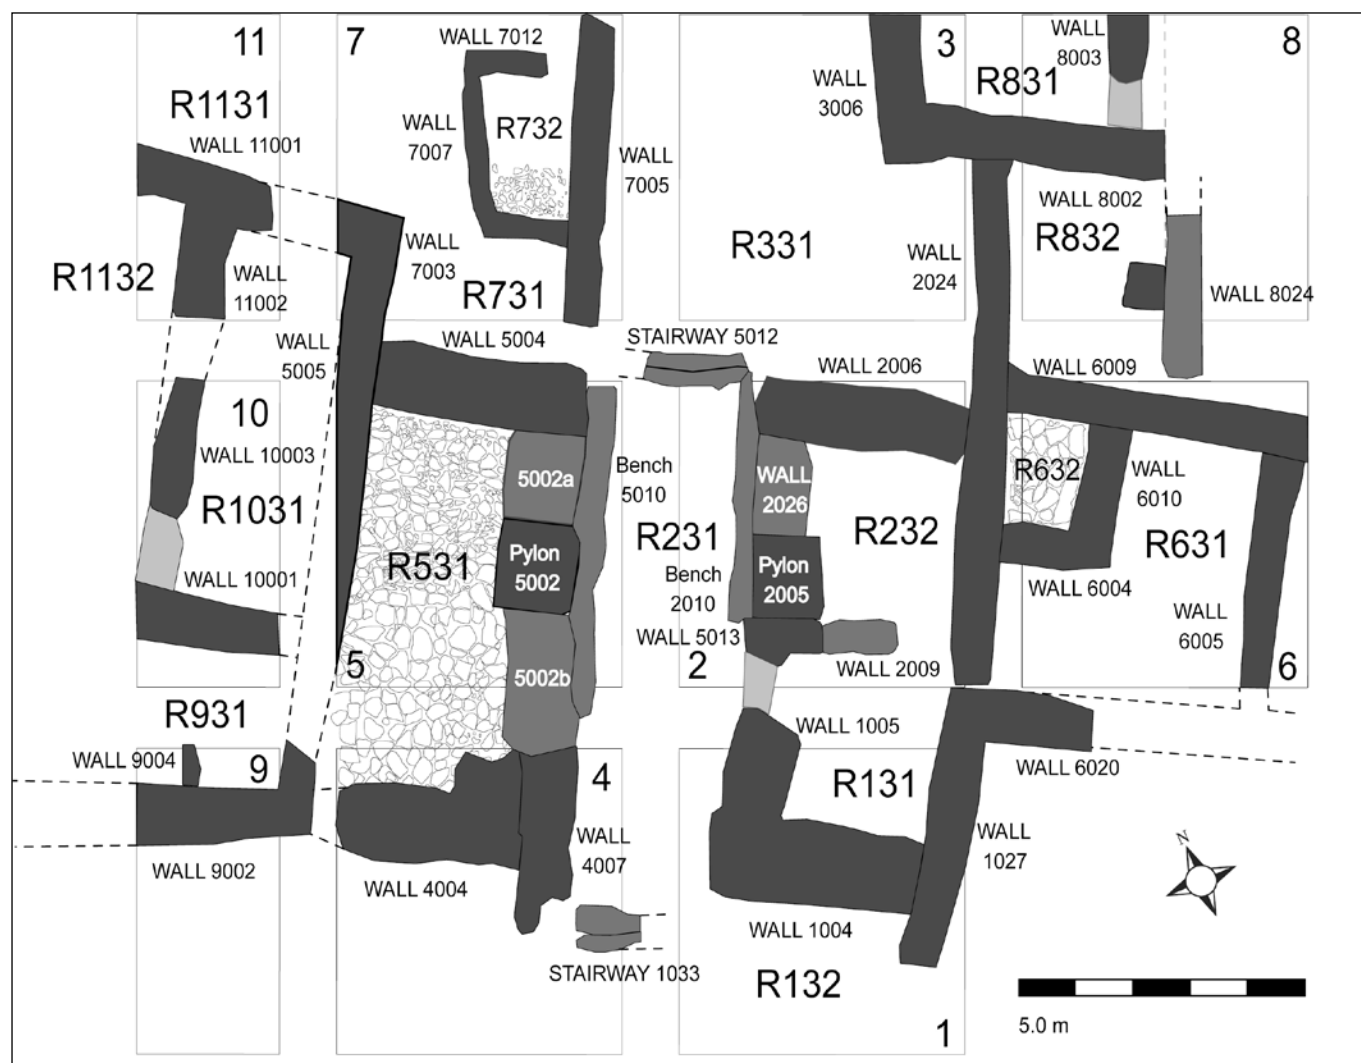 11
7
WALL 7012
3
WALL
8003
8
R1131
WALL 11001
R732
WALL
7007
WALL
7005
WALL
3006
R831
WALL 8002
R1132
WALL
11002
WALL
7003
R731
R331
WALL
2024
R832
WALL 8024
WALL
5005
WALL 5004
STAIRWAY 5012
WALL 2006
WALL 6009
10
WALL 10003
R1031
WALL 10001
R531
5002a
Pylon
5002
5002b
Bench
5010
R231
Bench
2010
WALL
2026
Pylon
2005
R232
R632
WALL
6010
R631
WALL 6004
WALL
6005
5
WALL 5013
2
WALL 2009
6
R931
WALL 9004
9
WALL 9002
4
WALL
4007
WALL 4004
WALL 1005
R131
WALL 6020
WALL
1027
WALL 1004
STAIRWAY 1033
R132
1
N
5.0 m